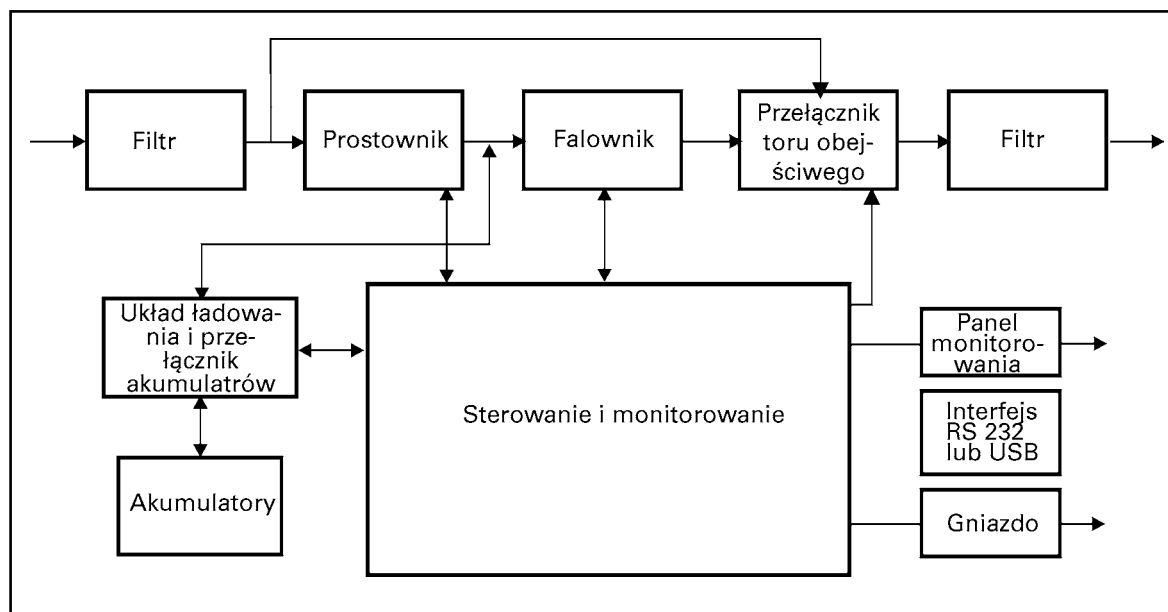 Filtr
Prostownik
Falownik
Przełącznik
toru obej-
ściwego
Filtr
Układ ładowa-
nia i prze-
łącznik
akumulatrów
Akumulatory
Sterowanie i monitorowanie
Panel
monitoro-
wania
Interfejs
RS 232
lub USB
Gniazdo